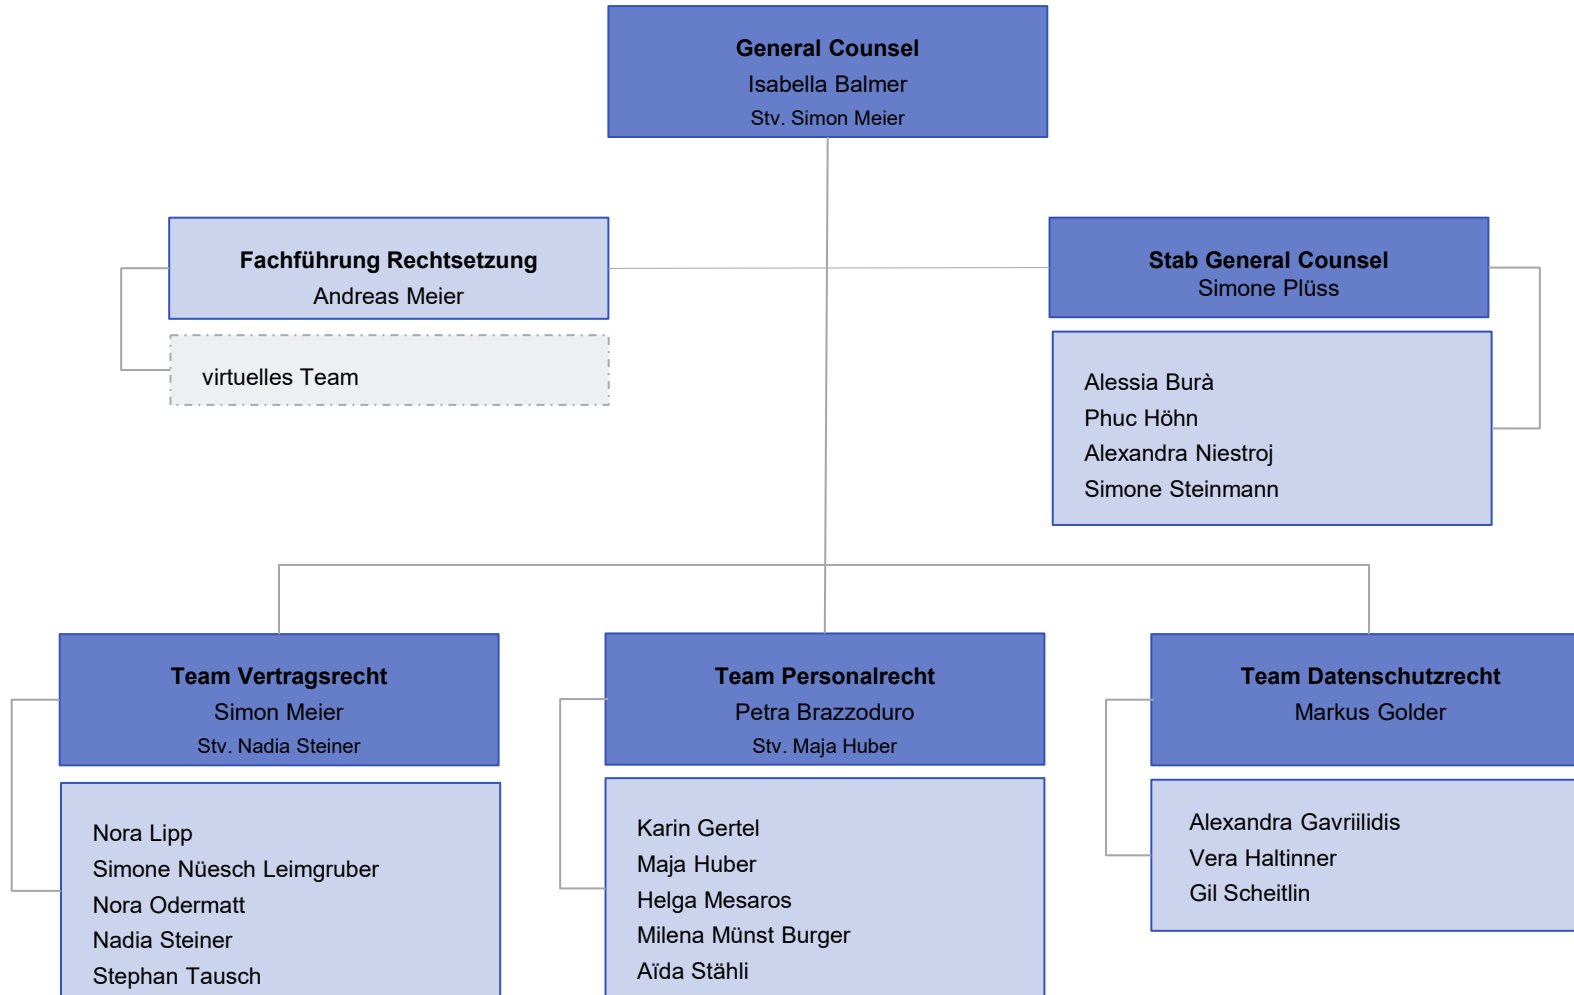 General Counsel
Isabella Balmer
Stv. Simon Meier
Fachführung Rechtsetzung
Andreas Meier
virtuelles Team
Stab General Counsel
Simone Plüss
Alessia Burà
Phuc Höhn
Alexandra Niestroj
Simone Steinmann
Team Vertragsrecht
Simon Meier
Stv. Nadia Steiner
Nora Lipp
Simone Nüesch Leimgruber
Nora Odermatt
Nadia Steiner
Stephan Tausch
Team Personalrecht
Petra Brazzoduro
Stv. Maja Huber
Karin Gertel
Maja Huber
Helga Mesaros
Milena Münst Burger
Aïda Stähli
Team Datenschutzrecht
Markus Golder
Alexandra Gavriilidis
Vera Haltinner
Gil Scheitlin